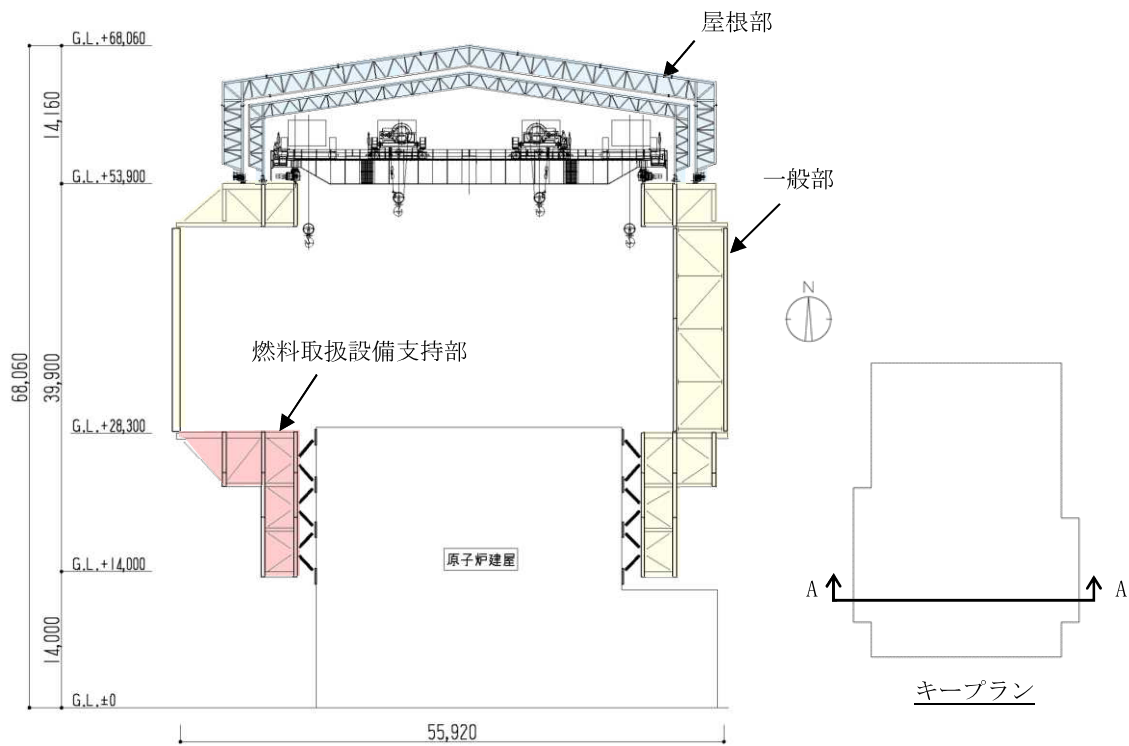 屋根部
G.L.+68,060
14,160
G.L.+53,900
一般部
N
燃料取扱設備支持部
68,060
39,900
G.L.+28,300
原子炉建屋
G.L.+14,000
A
A
14,000
キープラン
G.L.±0
55,920